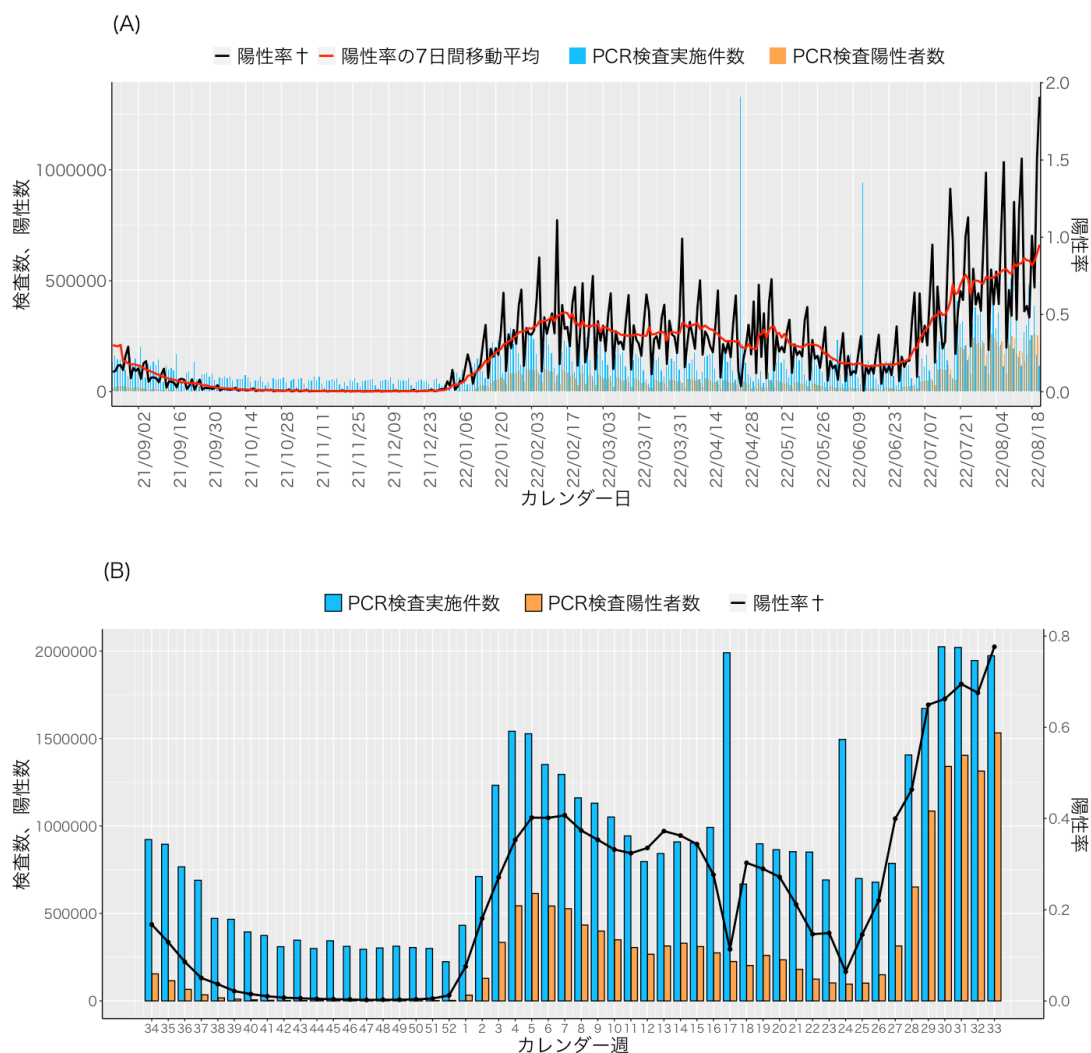 (A)
陽性率† 陽性率の7日間移動平均 PCR検査実施件数 PCR検査陽性者数
検査数、陽性数
1000000
500000
0
2.0
1.5
1.0
0.5
0.0
陽性率
21/09/02 21/09/16 21/09/30 21/10/14 21/10/28 21/11/11 21/11/25 21/12/09 21/12/23 22/01/06 22/01/20 22/02/03 22/02/17 22/03/03 22/03/17 22/03/31 22/04/14 22/04/28 22/05/12 22/05/26 22/06/09 22/06/23 22/07/07 22/07/21 22/08/04 22/08/18
カレンダー日
(B)
PCR検査実施件数 PCR検査陽性者数 陽性率†
検査数、陽性数
2000000
1500000
1000000
500000
0
0.8
0.6
0.4
0.2
0.0
陽性率
34 35 36 37 38 39 40 41 42 43 44 45 46 47 48 49 50 51 52 1 2 3 4 5 6 7 8 9 10 11 12 13 14 15 16 17 18 19 20 21 22 23 24 25 26 27 28 29 30 31 32 33
カレンダー週